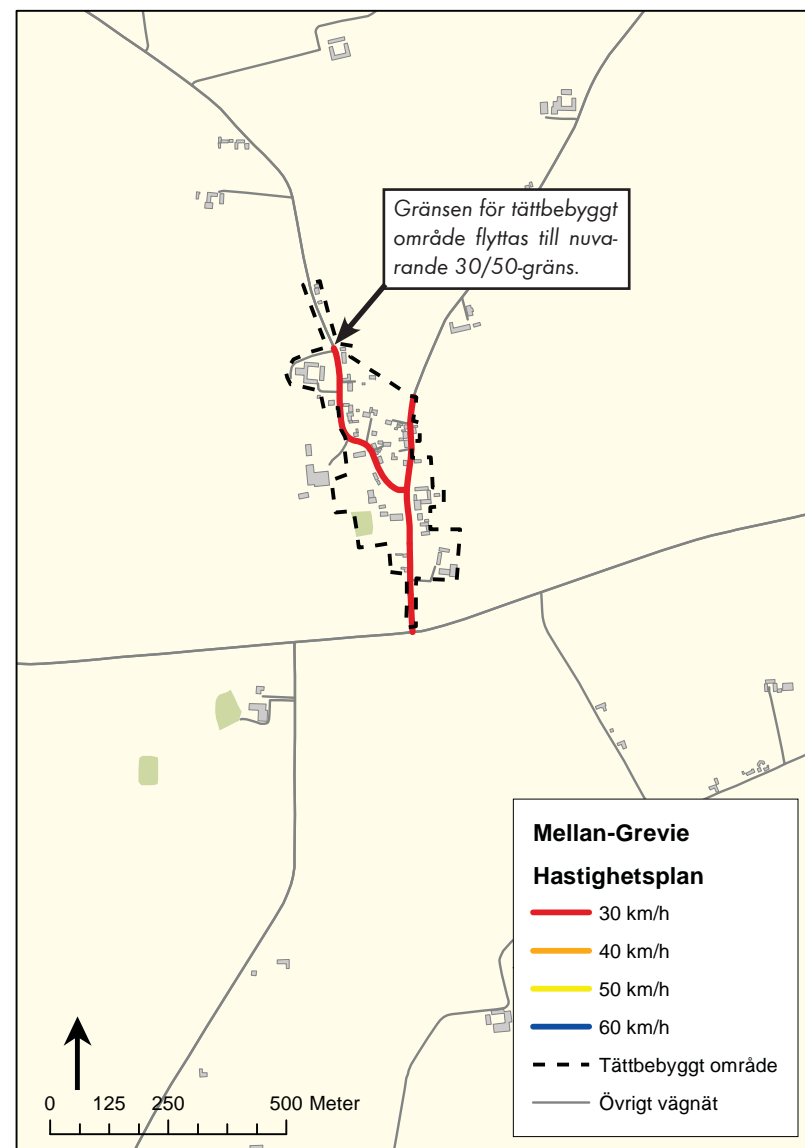 Gränsen för tättbebyggt
område flyttas till nuva-
rande 30/50-gräns.
Mellan-Grevie
Hastighetsplan
30 km/h
40 km/h
50 km/h
60 km/h
Tättbebyggt område
Övrigt vägnät
0 125 250 500 Meter